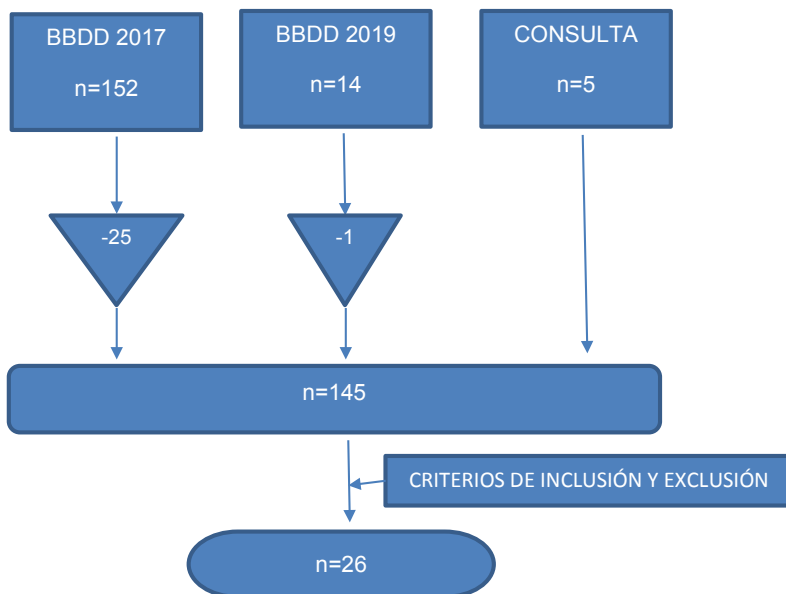 BBDD 2017
n=152
BBDD 2019
n=14
CONSULTA
n=5
-25
-1
n=145
CRITERIOS DE INCLUSIÓN Y EXCLUSIÓN
n=26